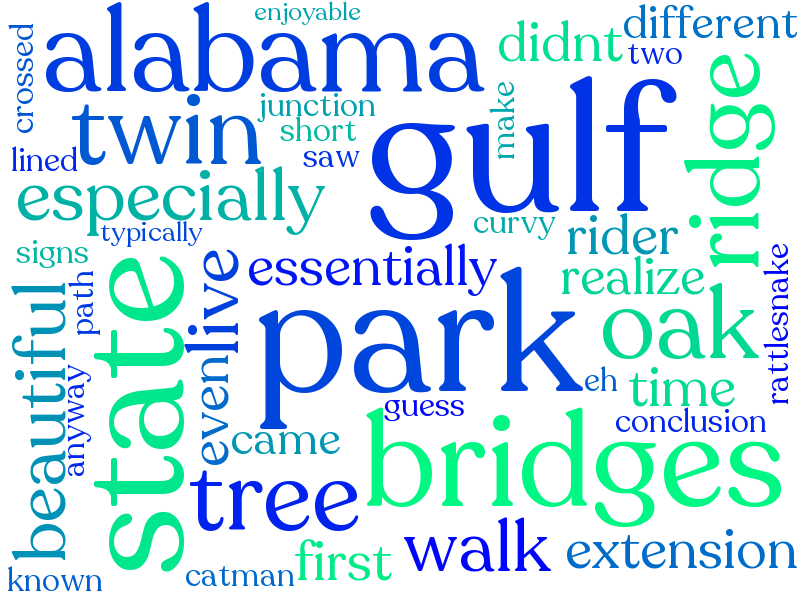 enjoyable
different
alabama
didnt
two
crossed
twin
junction
short
make
gulf
ridge
lined
saw
especially
curvy
rider
typically
signs
path
live
essentially
realize
rattlesnake
state
park
oak
beautiful
anyway
even
eh
time
guess
conclusion
came
bridges
tree
walk
extension
first
known
catman